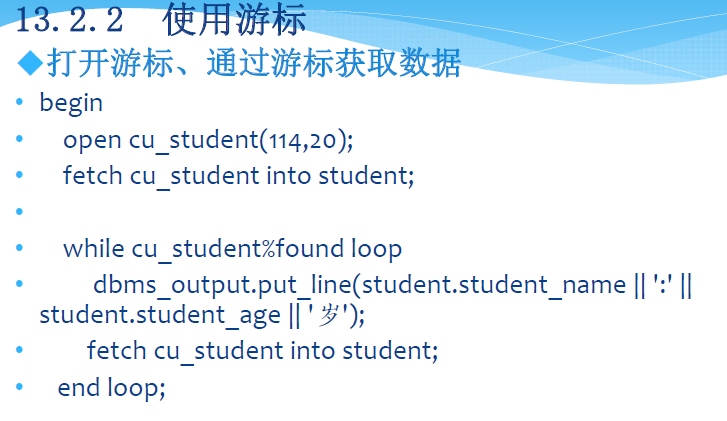 13.2.2 使用游标
◆打开游标、通过游标获取数据
• begin
• open cu_student(114,20);
• fetch cu_student into student;
•
• while cu_student%found loop
• dbms_output.put_line(student.student_name || ':' ||
student.student_age || '岁');
• fetch cu_student into student;
• end loop;